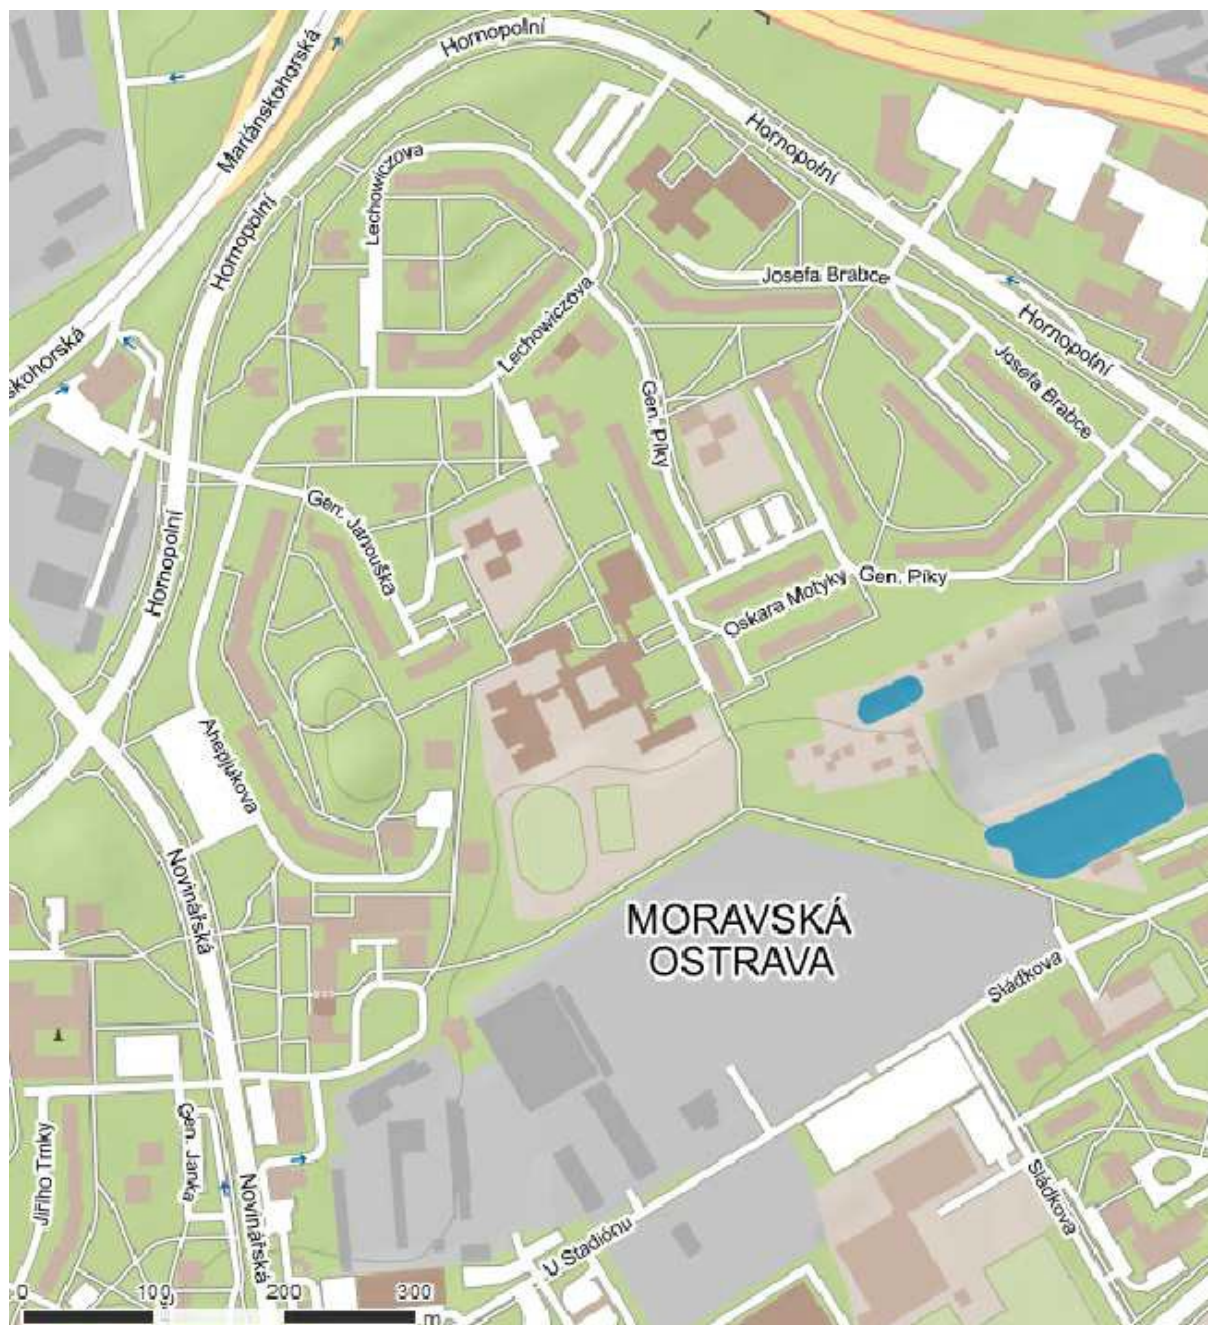 Hornopolní
Mariánskohorská
Hornopolní
Lechowiczova
Lechowiczova
Hornopolní
Josefa Brabce
Hornopolní
Lechowiczova
skohorská
Josefa Brabce
Gen. Píky
Gen. Janouška
Hornopolní
Oskara Motyky
Gen. Píky
Ahepjukova
Novinářská
MORAVSKÁ
OSTRAVA
Sládkova
Gen. Janka
Jiřího Trnky
Novinářská
Sládkova
U Stadiónu
0 100 200 300
m